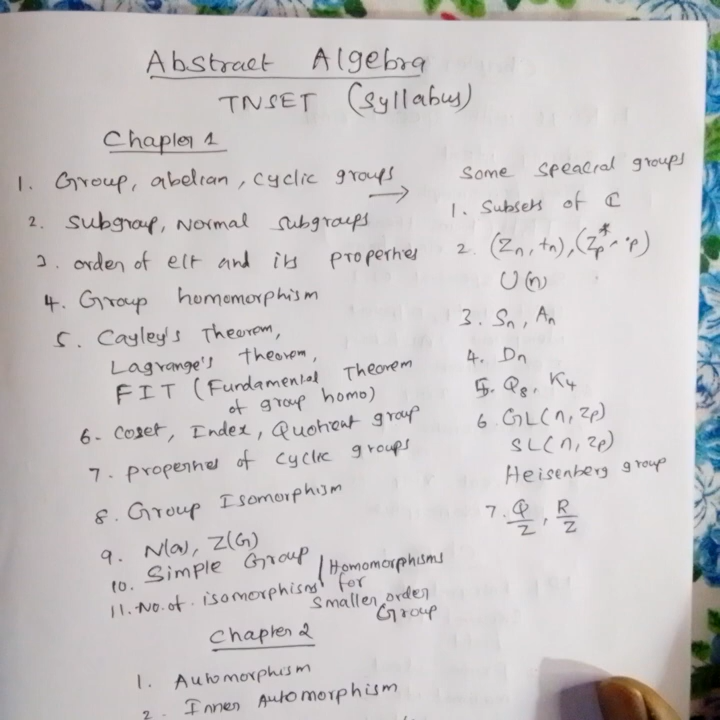 Abstract Algebra
TNSET (Syllabus)
Chapter 1
1. Group, abelian, cyclic groups →
2. Subgroup, Normal subgroups
3. order of elt and its properties
4. Group homomorphism
5. Cayley's Theorem,
Lagrange's theorem,
FIT (Fundamental Theorem
of group homo)
6. Coset, Index, Quotient group
7. properties of cyclic groups
8. Group Isomorphism
9. N(a), Z(G)
10. Simple Group
11. No. of. isomorphisms / Homomorphisms for
Smaller order
Group
Some speacial groups
1. Subsets of ℂ
2. (Zn, +n), (Zp*, ·p)
U(n)
3. Sn, An
4. Dn
5. Q8, K4
6. GL(n, Zp)
SL(n, Zp)
Heisenberg group
7. Q/Z, R/Z
Chapter 2
1. Automorphism
2. Inner Automorphism